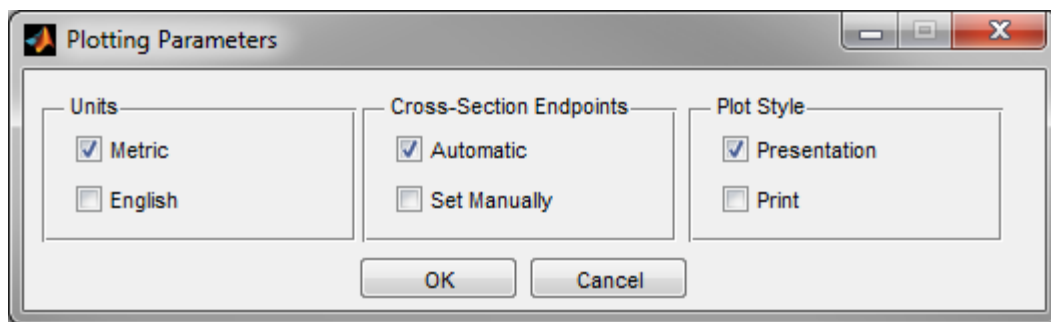 Plotting Parameters
Units
Metric
English
Cross-Section Endpoints
Automatic
Set Manually
Plot Style
Presentation
Print
OK
Cancel